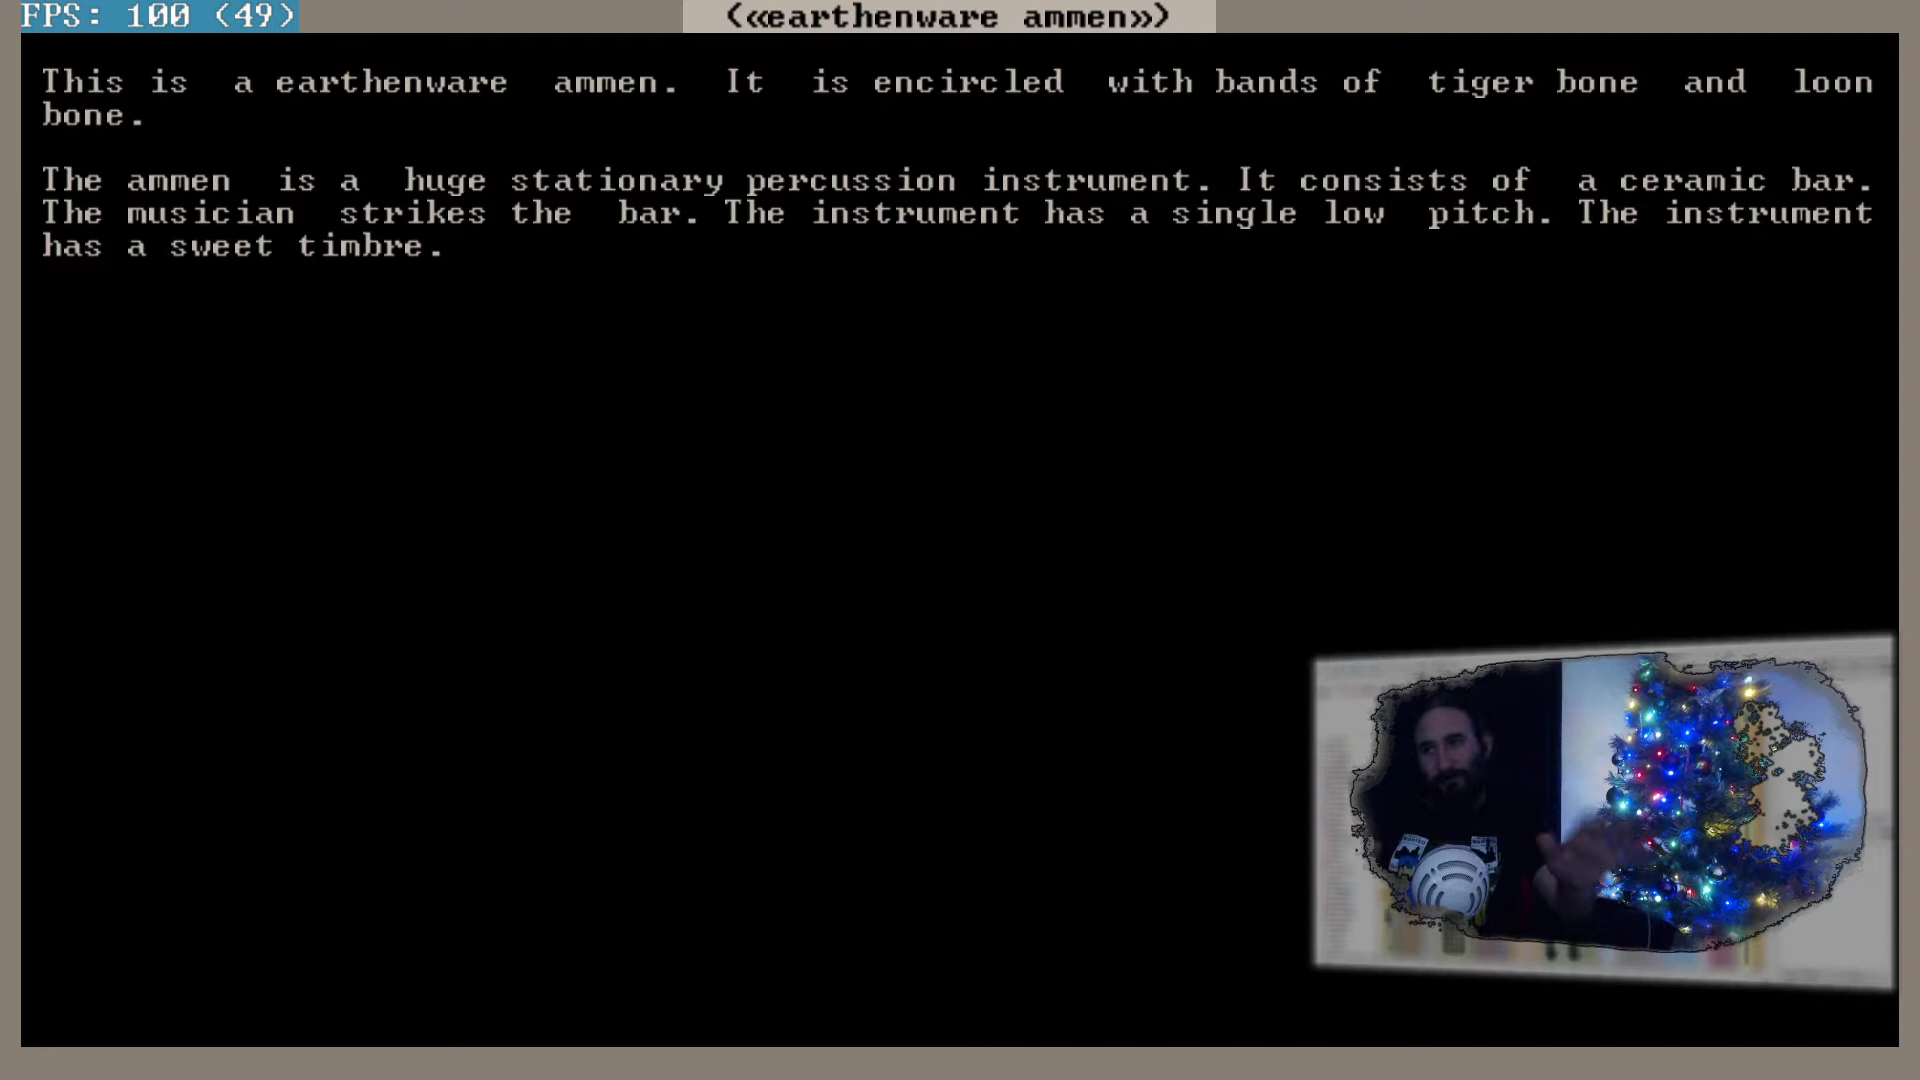 FPS: 100 (49)
(«earthenware ammen»)
This is a earthenware ammen. It is encircled with bands of tiger bone and loon
bone.
The ammen is a huge stationary percussion instrument. It consists of a ceramic bar.
The musician strikes the bar. The instrument has a single low pitch. The instrument
has a sweet timbre.